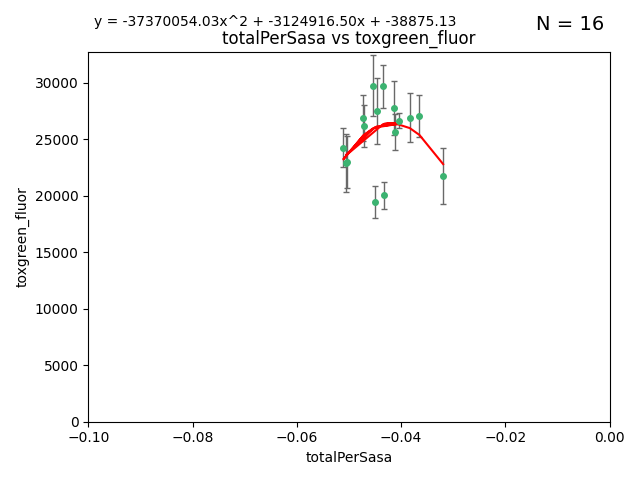 y = -37370054.03x^2 + -3124916.50x + -38875.13
N = 16
totalPerSasa vs toxgreen_fluor
30000
25000
20000
15000
10000
5000
0
toxgreen_fluor
−0.10
−0.08
−0.06
−0.04
−0.02
0.00
totalPerSasa